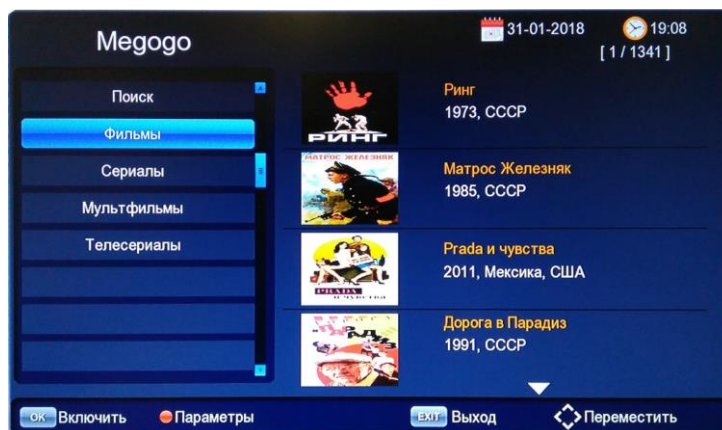 Megogo
31-01-2018
19:08
[ 1 / 1341 ]
Поиск
Фильмы
Сериалы
Мультфильмы
Телесериалы
РИНГ
Ринг
1973, СССР
МАТРОС ЖЕЛЕЗНЯК
Матрос Железняк
1985, СССР
PRADA
И ЧУВСТВА
Prada и чувства
2011, Мексика, США
Дорога в Парадиз
1991, СССР
OK Включить
Параметры
EXIT Выход
Переместить